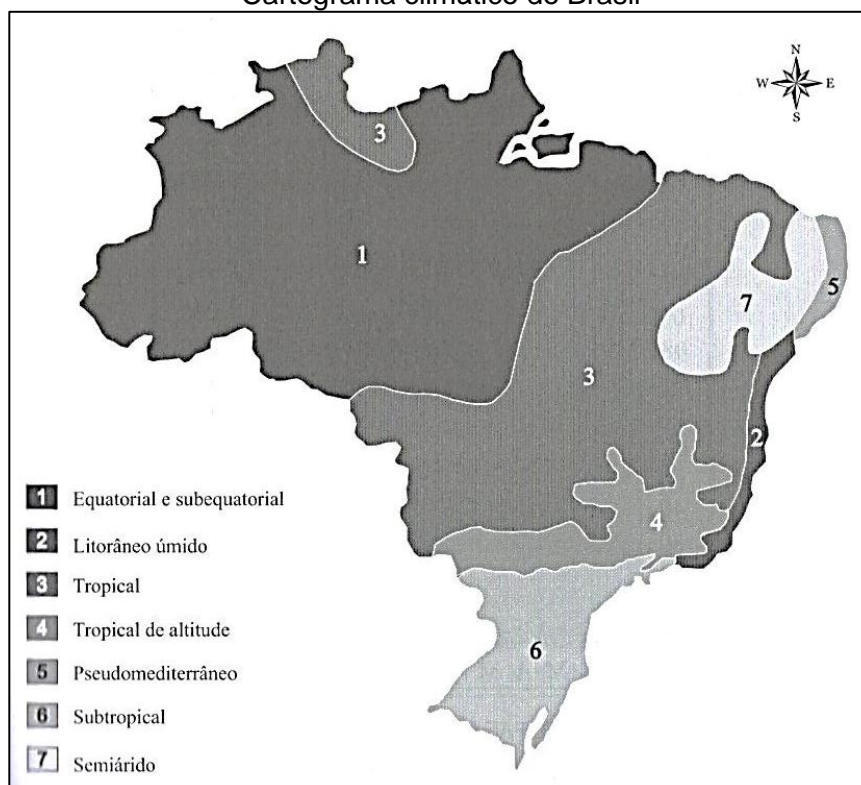 Cartograma climático do Brasil
N
W E
S
3
1
5
7
3
2
4
6
1 Equatorial e subequatorial
2 Litorâneo úmido
3 Tropical
4 Tropical de altitude
5 Pseudomediterrâneo
6 Subtropical
7 Semiárido